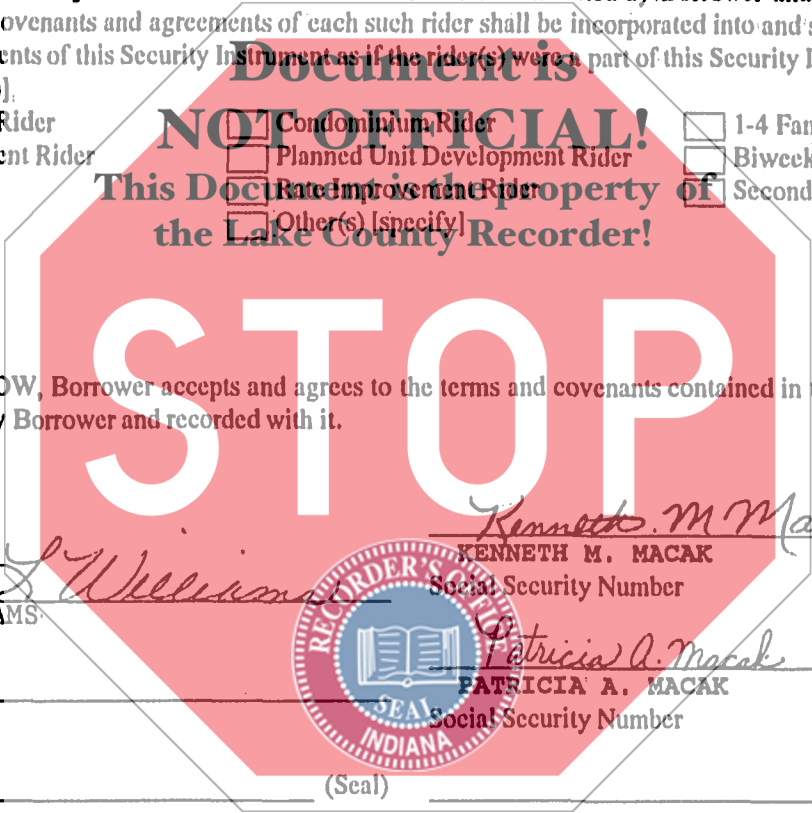 ovenants and agreements of each such rider shall be incorporated into and
ents of this Security Instrument as if the rider(s) were a part of this Security
Document is
Rider
Condominium Rider
1-4 Fam
NOT OFFICIAL!
ent Rider
Planned Unit Development Rider
Biweek
Rate Improvement Rider
Second
This Document is the property of
Other(s) [specify]
the Lake County Recorder!
STOP
OW, Borrower accepts and agrees to the terms and covenants contained in
y Borrower and recorded with it.
Kenneth M Ma
KENNETH M. MACAK
Social Security Number
L Williams
AMS
Patricia A. Macak
PATRICIA A. MACAK
Social Security Number
RECORDER'S OFFICE
SEAL
INDIANA
(Seal)